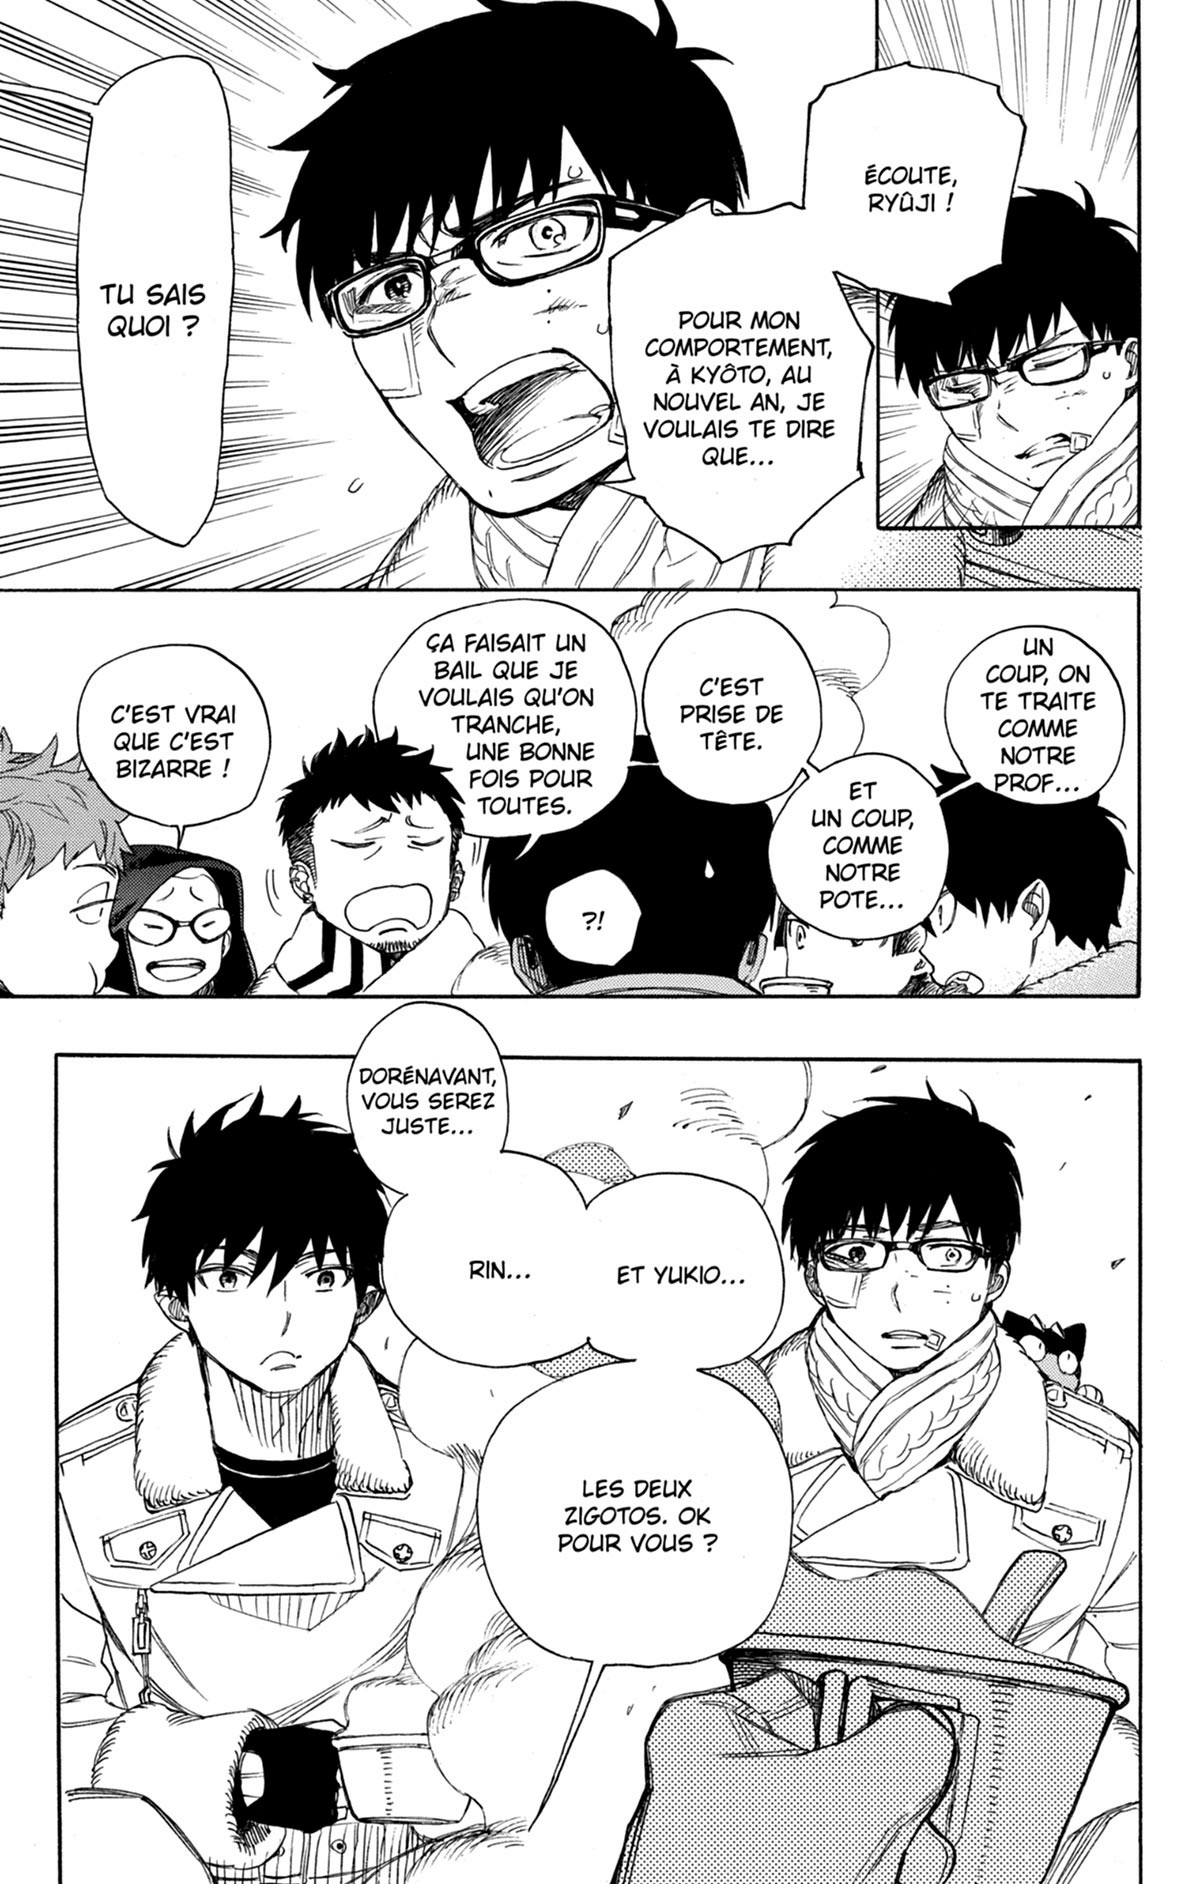 ÉCOUTE,
RYÛJI !
POUR MON
COMPORTEMENT,
À KYÔTO, AU
NOUVEL AN, JE
VOULAIS TE DIRE
QUE...
TU SAIS
QUOI ?
UN
COUP, ON
TE TRAITE
COMME
NOTRE
PROF...
ET
UN COUP,
COMME
NOTRE
POTE...
C'EST
PRISE DE
TÊTE.
?!
ÇA FAISAIT UN
BAIL QUE JE
VOULAIS QU'ON
TRANCHE,
UNE BONNE
FOIS POUR
TOUTES.
C'EST VRAI
QUE C'EST
BIZARRE !
DORÉNAVANT,
VOUS SEREZ
JUSTE...
RIN...
ET YUKIO...
LES DEUX
ZIGOTOS. OK
POUR VOUS ?